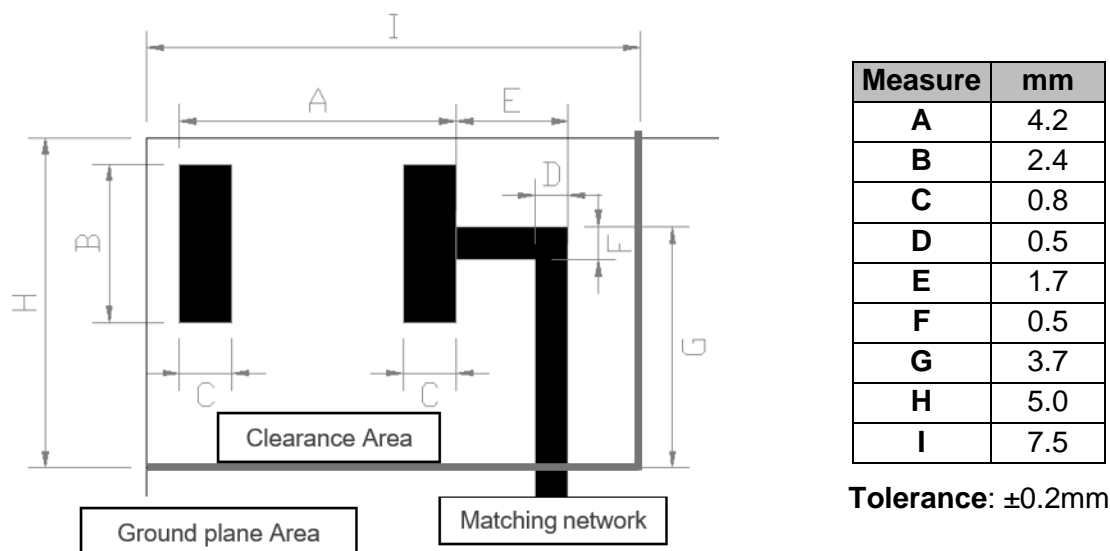 I
A
E
D
B
F
H
G
C
C
Clearance Area
Ground plane Area
Matching network
Measure mm
A 4.2
B 2.4
C 0.8
D 0.5
E 1.7
F 0.5
G 3.7
H 5.0
I 7.5
Tolerance: ±0.2mm